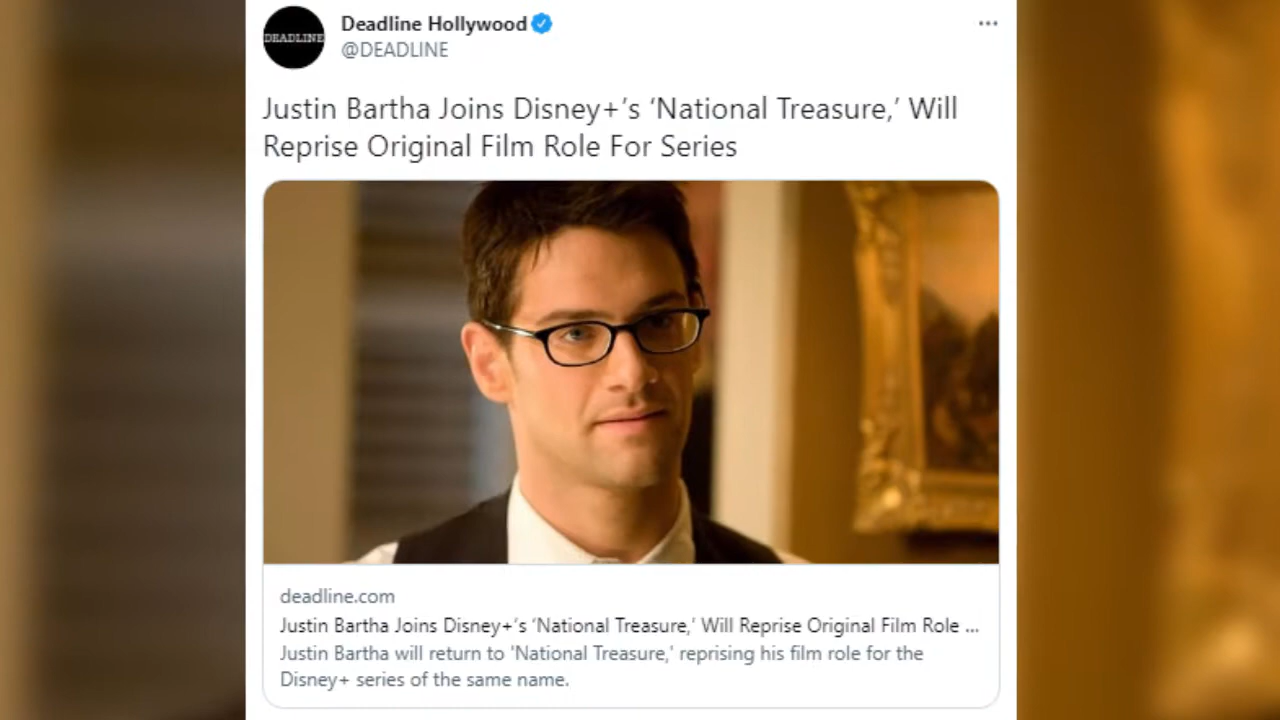 DEADLINE
Deadline Hollywood
@DEADLINE
Justin Bartha Joins Disney+’s ‘National Treasure,’ Will
Reprise Original Film Role For Series
deadline.com
Justin Bartha Joins Disney+’s ‘National Treasure,’ Will Reprise Original Film Role ...
Justin Bartha will return to 'National Treasure,' reprising his film role for the
Disney+ series of the same name.